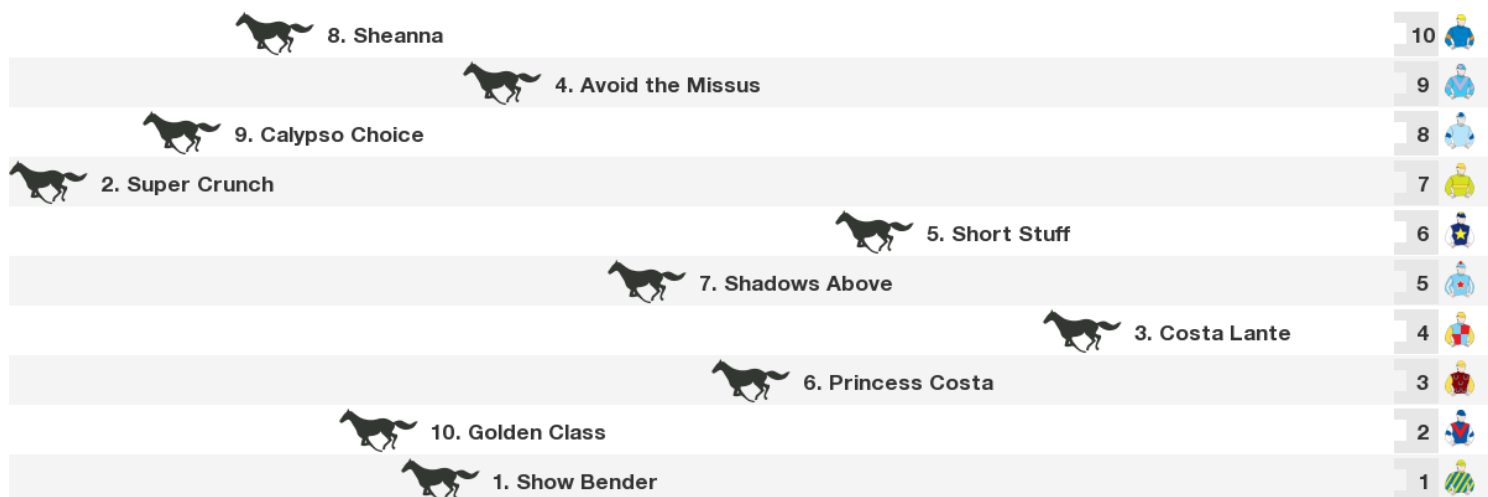 8. Sheanna 10
4. Avoid the Missus 9
9. Calypso Choice 8
2. Super Crunch 7
5. Short Stuff 6
7. Shadows Above 5
3. Costa Lante 4
6. Princess Costa 3
10. Golden Class 2
1. Show Bender 1